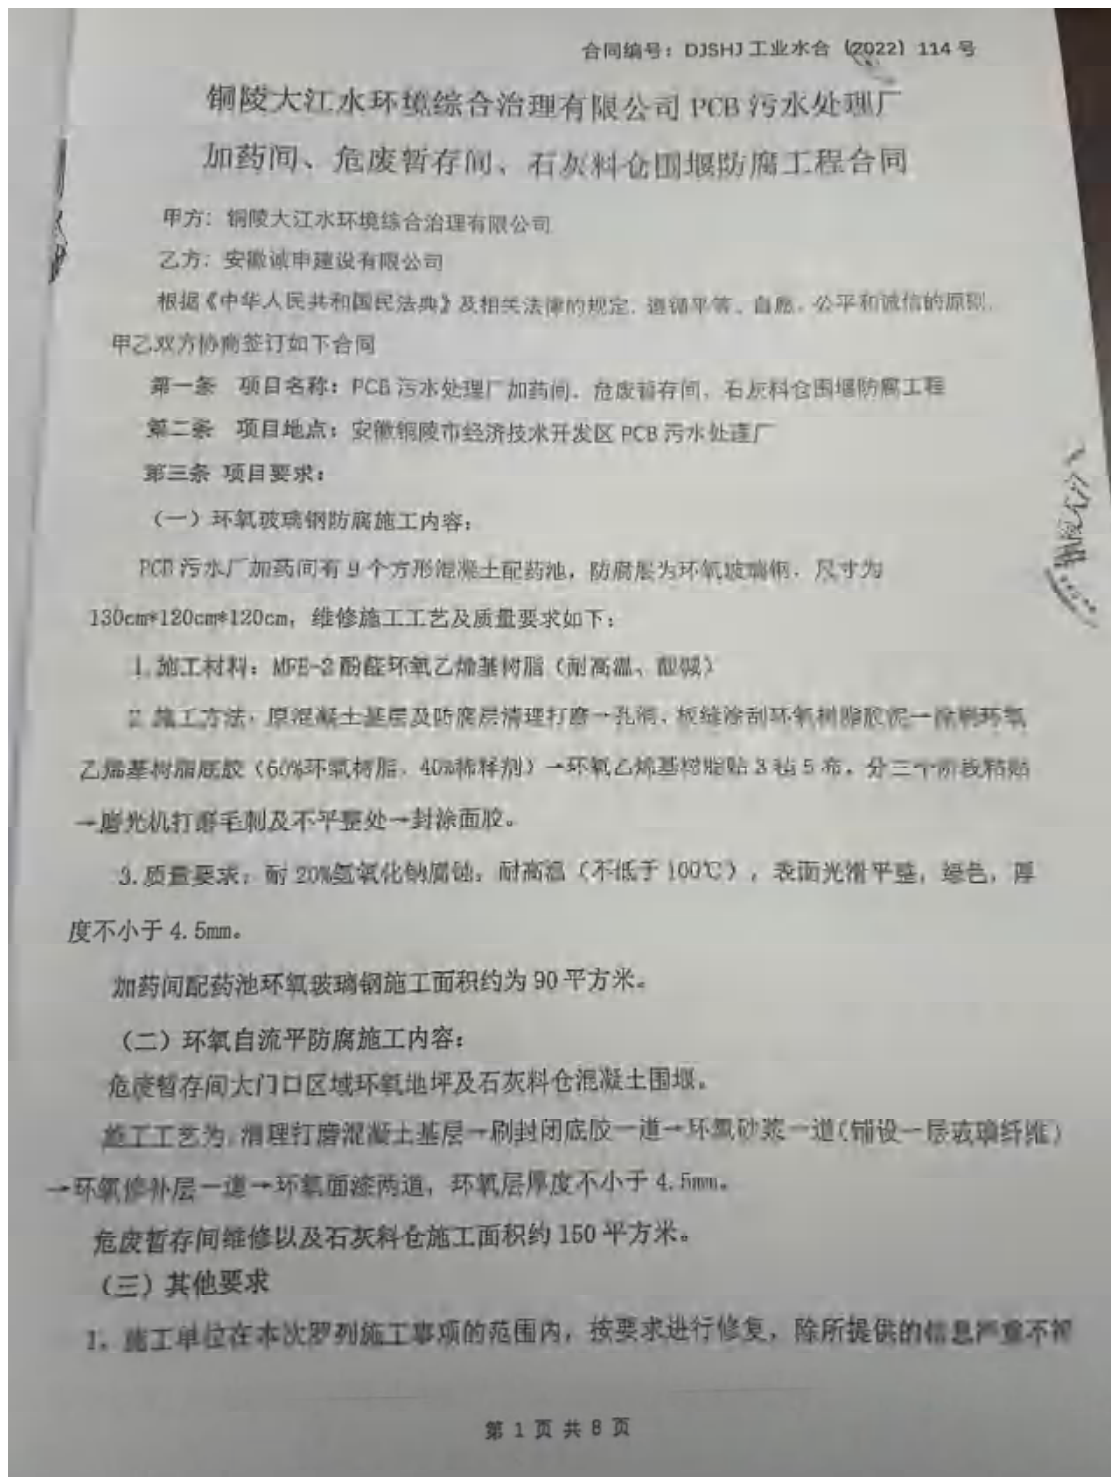 合同编号：DJSHJ 工业水合（2022）114 号
铜陵大江水环境综合治理有限公司 PCB 污水处理厂
加药间、危废暂存间、石灰料仓围堰防腐工程合同
甲方：铜陵大江水环境综合治理有限公司
乙方：安徽诚申建设有限公司
根据《中华人民共和国民法典》及相关法律的规定，遵循平等、自愿、公平和诚信的原则，
甲乙双方协商签订如下合同
第一条 项目名称：PCB 污水处理厂加药间、危废暂存间、石灰料仓围堰防腐工程
第二条 项目地点：安徽铜陵市经济技术开发区 PCB 污水处理厂
第三条 项目要求：
（一）环氧玻璃钢防腐施工内容：
PCB 污水厂加药间有 9 个方形混凝土配药池，防腐层为环氧玻璃钢，尺寸为
130cm*120cm*120cm，维修施工工艺及质量要求如下：
1.施工材料：MFE-2 酚醛环氧乙烯基树脂（耐高温、酸碱）
2.施工方法：原混凝土基层及防腐层清理打磨→孔洞、板缝涂刮环氧树脂胶泥→涂刷环氧
乙烯基树脂底胶（60%环氧树脂、40%稀释剂）→环氧乙烯基树脂贴 3 毡 5 布，分三个阶段粘贴
→磨光机打磨毛刺及不平整处→封涂面胶。
3.质量要求：耐 20%氢氧化钠腐蚀，耐高温（不低于 100℃），表面光滑平整，绿色，厚
度不小于 4.5mm。
加药间配药池环氧玻璃钢施工面积约为 90 平方米。
（二）环氧自流平防腐施工内容：
危废暂存间大门口区域环氧地坪及石灰料仓混凝土围堰。
施工工艺为：清理打磨混凝土基层→刷封闭底胶一道→环氧砂浆一道（铺设一层玻璃纤维）
→环氧修补层一道→环氧面漆两道，环氧层厚度不小于 4.5mm。
危废暂存间维修以及石灰料仓施工面积约 150 平方米。
（三）其他要求
1、施工单位在本次罗列施工事项的范围内，按要求进行修复，除所提供的信息严重不符
第 1 页 共 8 页